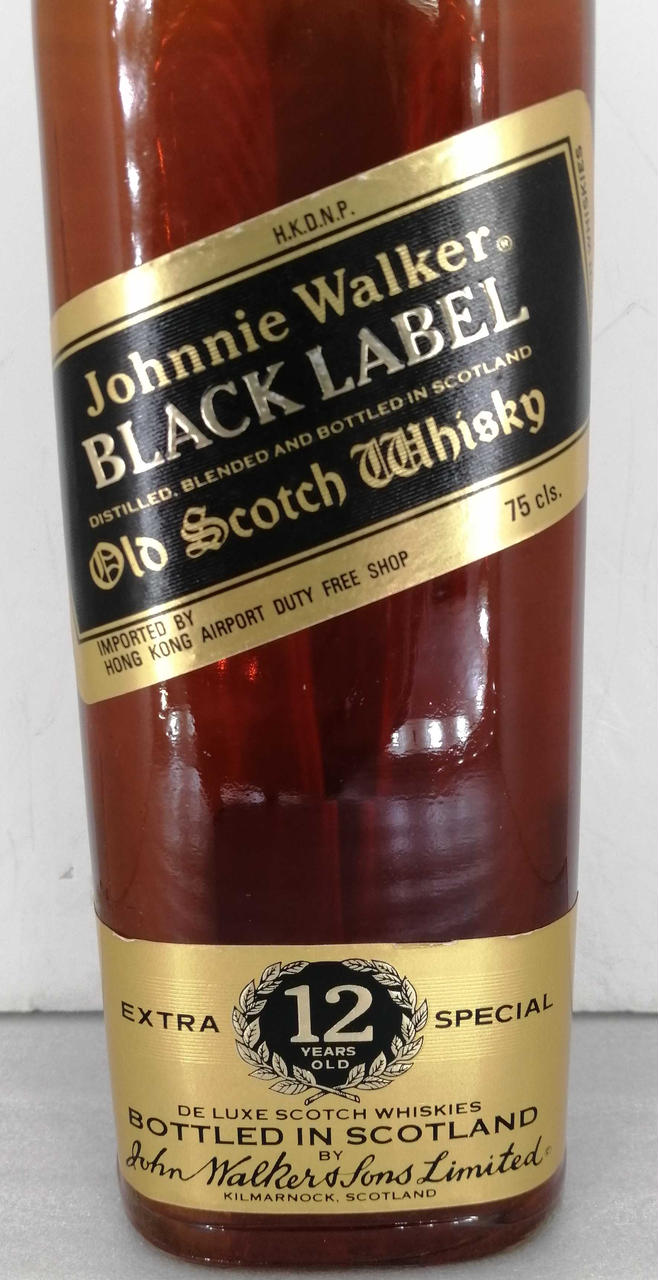 H.K.D.N.P.
Johnnie Walker®
BLACK LABEL
DISTILLED, BLENDED AND BOTTLED IN SCOTLAND
Old Scotch Whisky
75 cls.
IMPORTED BY
HONG KONG AIRPORT DUTY FREE SHOP
EXTRA 12 SPECIAL
YEARS
OLD
DE LUXE SCOTCH WHISKIES
BOTTLED IN SCOTLAND
BY
John Walker & Sons Limited
KILMARNOCK, SCOTLAND